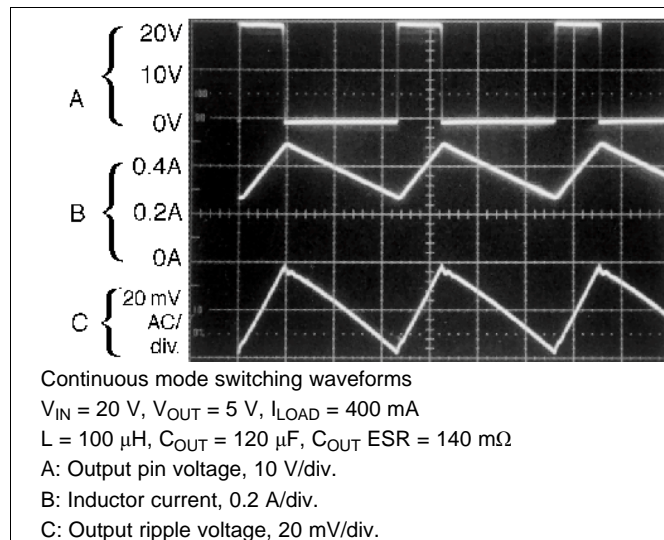 20V
10V
A
0V
0.4A
B
0.2A
0A
20 mV
C AC/
div.
Continuous mode switching waveforms
V_IN = 20 V, V_OUT = 5 V, I_LOAD = 400 mA
L = 100 μH, C_OUT = 120 μF, C_OUT ESR = 140 mΩ
A: Output pin voltage, 10 V/div.
B: Inductor current, 0.2 A/div.
C: Output ripple voltage, 20 mV/div.